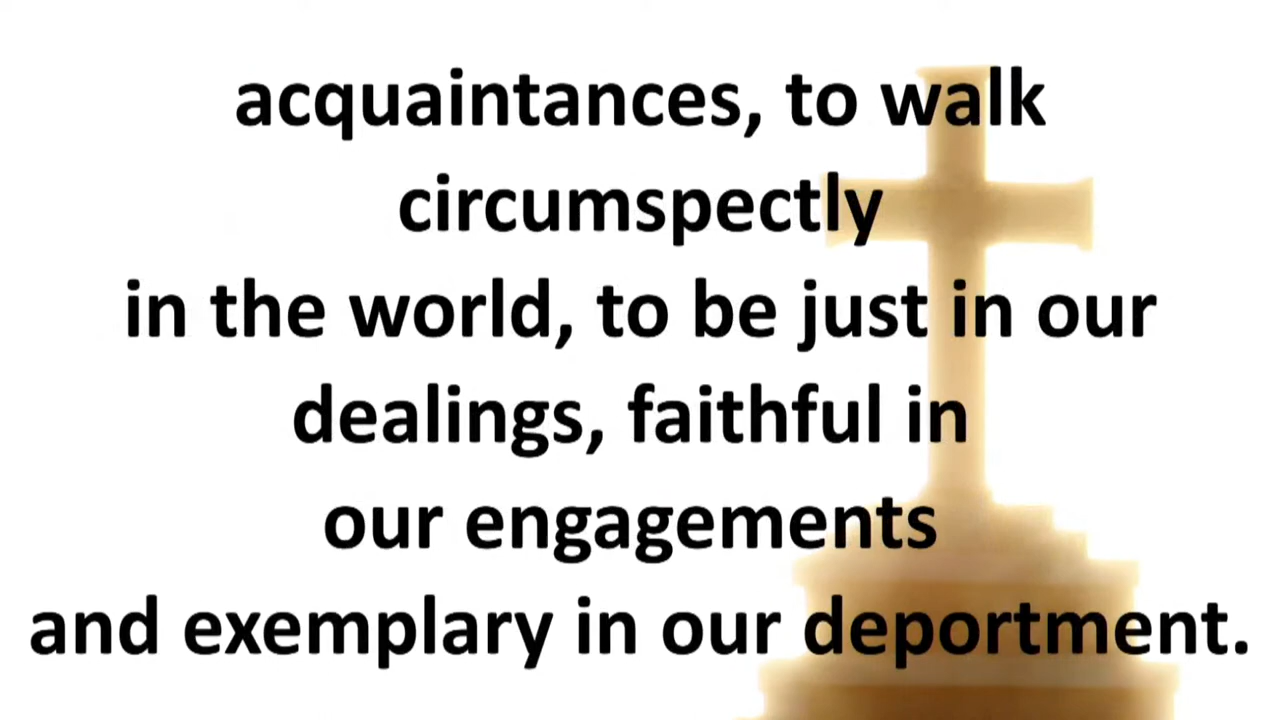 acquaintances, to walk
circumspectly
in the world, to be just in our
dealings, faithful in
our engagements
and exemplary in our deportment.